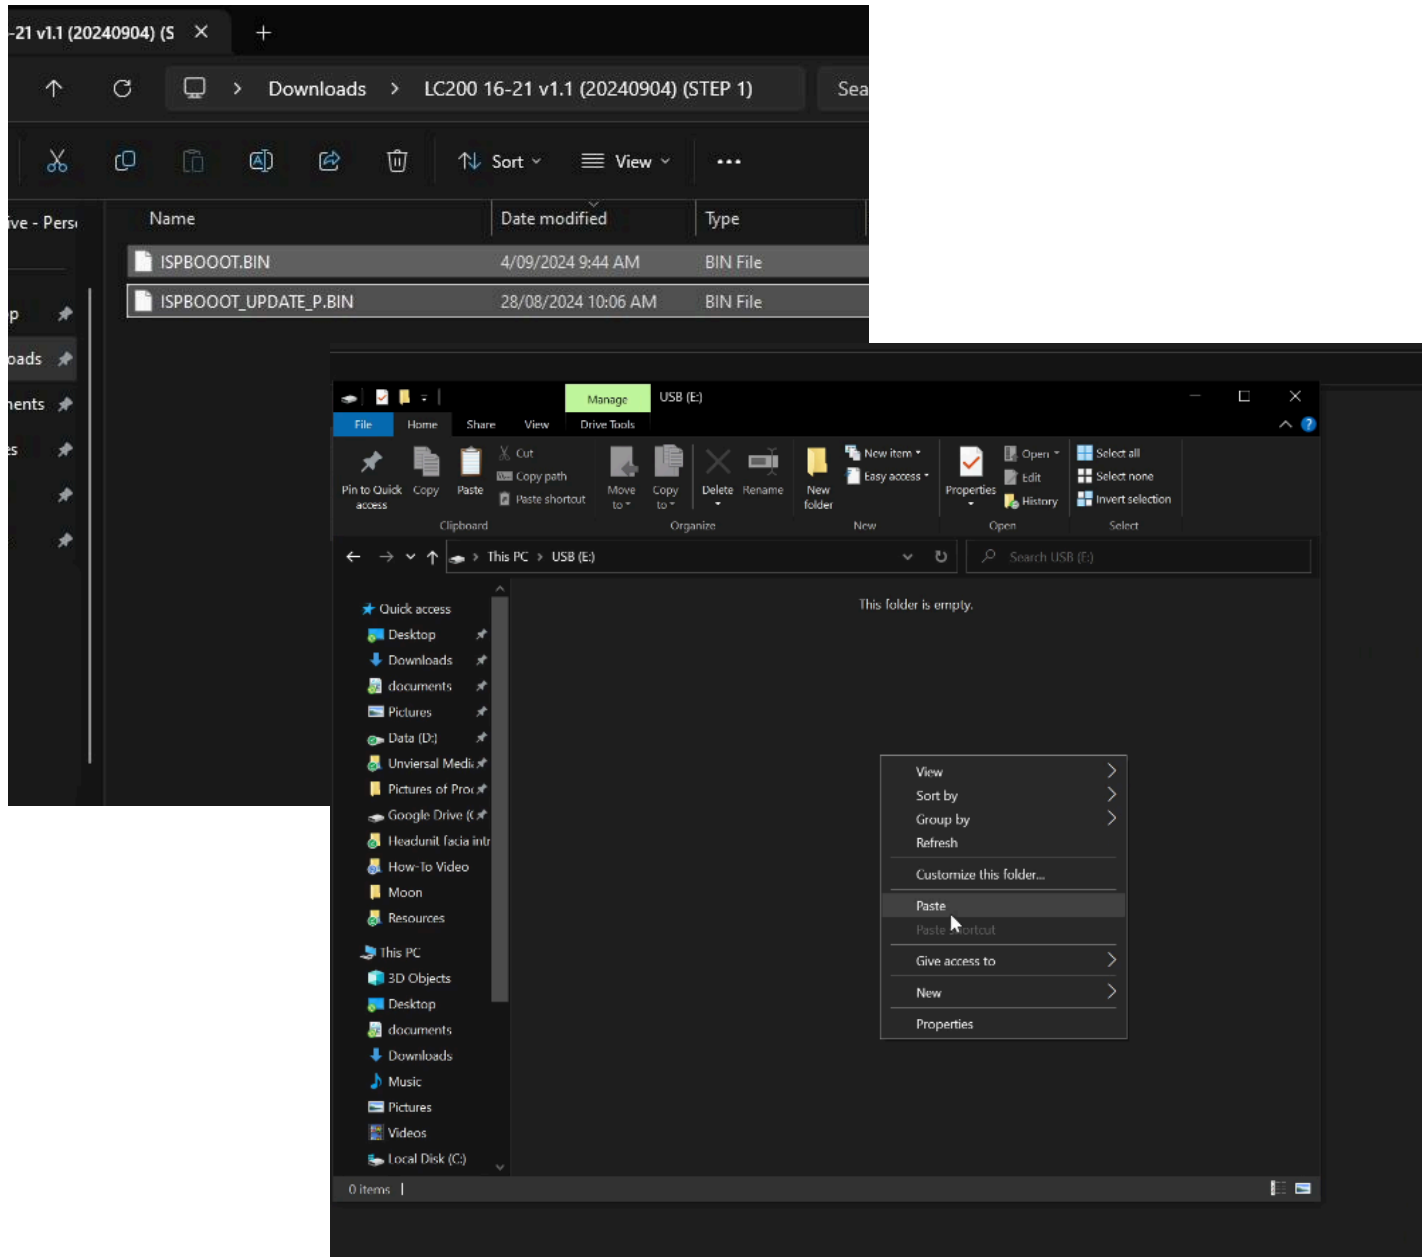 -21 v1.1 (20240904) (S
Downloads > LC200 16-21 v1.1 (20240904) (STEP 1)
Sea
Sort
View
ive - Pers
Name
Date modified
Type
ISPBOOOT.BIN
4/09/2024 9:44 AM
BIN File
ISPBOOOT_UPDATE_P.BIN
28/08/2024 10:06 AM
BIN File
op
oads
nents
es
Manage
USB (E:)
File
Home
Share
View
Drive Tools
Pin to Quick access
Copy
Paste
Cut
Copy path
Paste shortcut
Move to
Copy to
Delete
Rename
New folder
New item
Easy access
Properties
Open
Edit
History
Select all
Select none
Invert selection
Clipboard
Organize
New
Open
Select
This PC > USB (E:)
Search USB (E:)
This folder is empty.
Quick access
Desktop
Downloads
documents
Pictures
Data (D:)
Unviersal Medi
Pictures of Pro
Google Drive (
Headunit facia intr
How-To Video
Moon
Resources
This PC
3D Objects
Desktop
documents
Downloads
Music
Pictures
Videos
Local Disk (C:)
View
Sort by
Group by
Refresh
Customize this folder...
Paste
Paste shortcut
Give access to
New
Properties
0 items